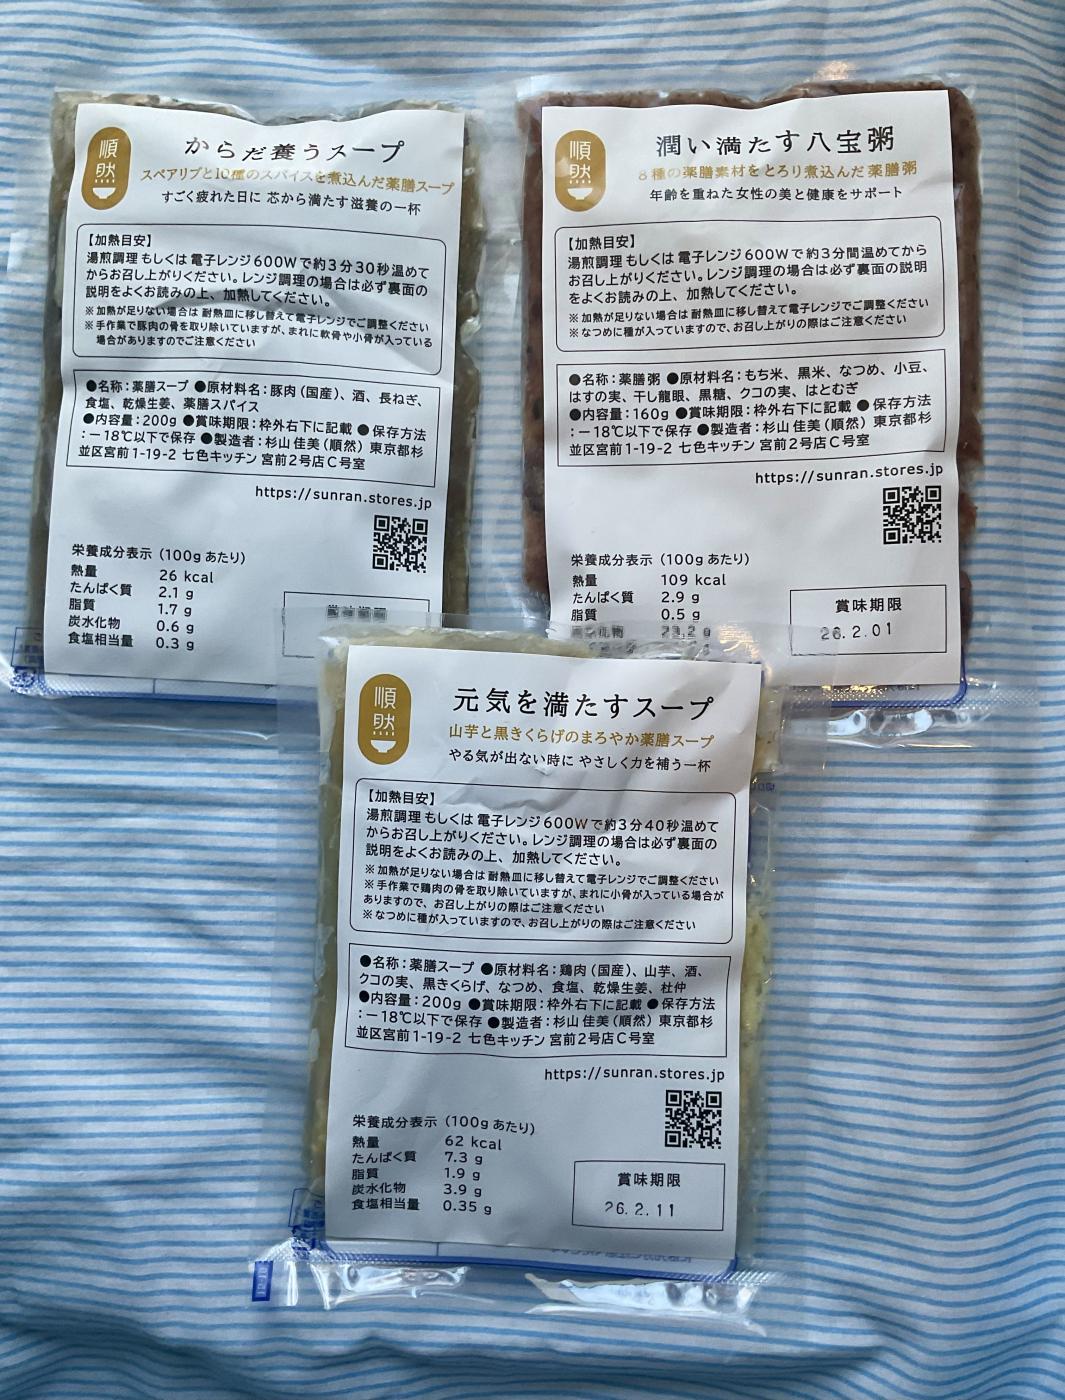 順然
からだ養うスープ
スペアリブと10種のスパイスを煮込んだ薬膳スープ
すごく疲れた日に 芯から満たす滋養の一杯
【加熱目安】
湯煎調理 もしくは 電子レンジ600Wで約3分30秒温めて
からお召し上がりください。レンジ調理の場合は必ず裏面の
説明をよくお読みの上、加熱してください。
※加熱が足りない場合は 耐熱皿に移し替えて電子レンジでご調整ください
※手作業で豚肉の骨を取り除いていますが、まれに軟骨や小骨が入っている
場合がありますのでご注意ください
●名称：薬膳スープ ●原材料名：豚肉（国産）、酒、長ねぎ、
食塩、乾燥生姜、薬膳スパイス
●内容量：200g ●賞味期限：枠外右下に記載 ●保存方法
：－18℃以下で保存 ●製造者：杉山 佳美（順然） 東京都杉
並区宮前1-19-2 七色キッチン 宮前2号店C号室
https://sunran.stores.jp
栄養成分表示（100gあたり）
熱量 26 kcal
たんぱく質 2.1 g
脂質 1.7 g
炭水化物 0.6 g
食塩相当量 0.3 g
賞味期限
順然
潤い満たす八宝粥
8種の薬膳素材をとろり煮込んだ薬膳粥
年齢を重ねた女性の美と健康をサポート
【加熱目安】
湯煎調理 もしくは 電子レンジ600Wで約3分間温めてから
お召し上がりください。レンジ調理の場合は必ず裏面の説明
をよくお読みの上、加熱してください。
※加熱が足りない場合は 耐熱皿に移し替えて電子レンジでご調整ください
※なつめに種が入っていますので、お召し上がりの際はご注意ください
●名称：薬膳粥 ●原材料名：もち米、黒米、なつめ、小豆、
はすの実、干し龍眼、黒糖、クコの実、はとむぎ
●内容量：160g ●賞味期限：枠外右下に記載 ●保存方法
：－18℃以下で保存 ●製造者：杉山 佳美（順然） 東京都杉
並区宮前1-19-2 七色キッチン 宮前2号店C号室
https://sunran.stores.jp
栄養成分表示（100gあたり）
熱量 109 kcal
たんぱく質 2.9 g
脂質 0.5 g
炭水化物 23.2 g
賞味期限
26.2.01
順然
元気を満たすスープ
山芋と黒きくらげのまろやか薬膳スープ
やる気が出ない時に やさしく力を補う一杯
【加熱目安】
湯煎調理 もしくは 電子レンジ600Wで約3分40秒温めて
からお召し上がりください。レンジ調理の場合は必ず裏面の
説明をよくお読みの上、加熱してください。
※加熱が足りない場合は 耐熱皿に移し替えて電子レンジでご調整ください
※手作業で鶏肉の骨を取り除いていますが、まれに小骨が入っている場合が
ありますので、お召し上がりの際はご注意ください
※なつめに種が入っていますので、お召し上がりの際はご注意ください
●名称：薬膳スープ ●原材料名：鶏肉（国産）、山芋、酒、
クコの実、黒きくらげ、なつめ、食塩、乾燥生姜、杜仲
●内容量：200g ●賞味期限：枠外右下に記載 ●保存方法
：－18℃以下で保存 ●製造者：杉山 佳美（順然） 東京都杉
並区宮前1-19-2 七色キッチン 宮前2号店C号室
https://sunran.stores.jp
栄養成分表示（100gあたり）
熱量 62 kcal
たんぱく質 7.3 g
脂質 1.9 g
炭水化物 3.9 g
食塩相当量 0.35 g
賞味期限
26.2.11